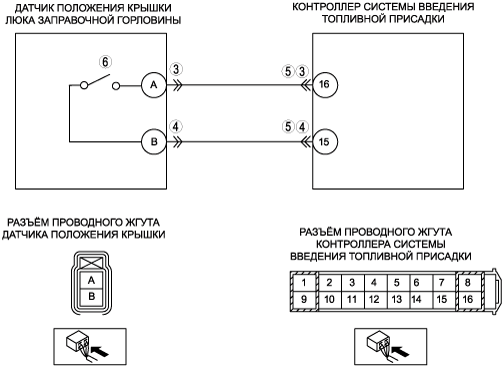 ДАТЧИК ПОЛОЖЕНИЯ КРЫШКИ
ЛЮКА ЗАПРАВОЧНОЙ ГОРЛОВИНЫ
КОНТРОЛЛЕР СИСТЕМЫ ВВЕДЕНИЯ
ТОПЛИВНОЙ ПРИСАДКИ
6
A
3
5 3
16
B
4
5 4
15
РАЗЪЁМ ПРОВОДНОГО ЖГУТА
ДАТЧИКА ПОЛОЖЕНИЯ КРЫШКИ
A
B
РАЗЪЁМ ПРОВОДНОГО ЖГУТА
КОНТРОЛЛЕРА СИСТЕМЫ
ВВЕДЕНИЯ ТОПЛИВНОЙ ПРИСАДКИ
1 2 3 4 5 6 7 8
9 10 11 12 13 14 15 16